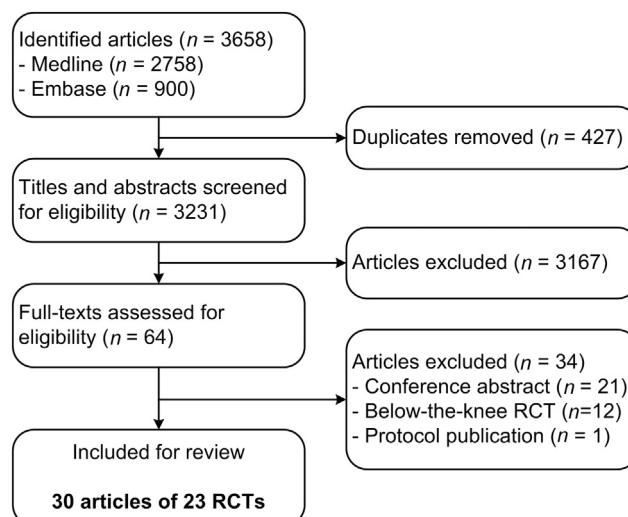 Identified articles (n = 3658)
- Medline (n = 2758)
- Embase (n = 900)
Duplicates removed (n = 427)
Titles and abstracts screened
for eligibility (n = 3231)
Articles excluded (n = 3167)
Full-texts assessed for
eligibility (n = 64)
Articles excluded (n = 34)
- Conference abstract (n = 21)
- Below-the-knee RCT (n=12)
- Protocol publication (n = 1)
Included for review
30 articles of 23 RCTs